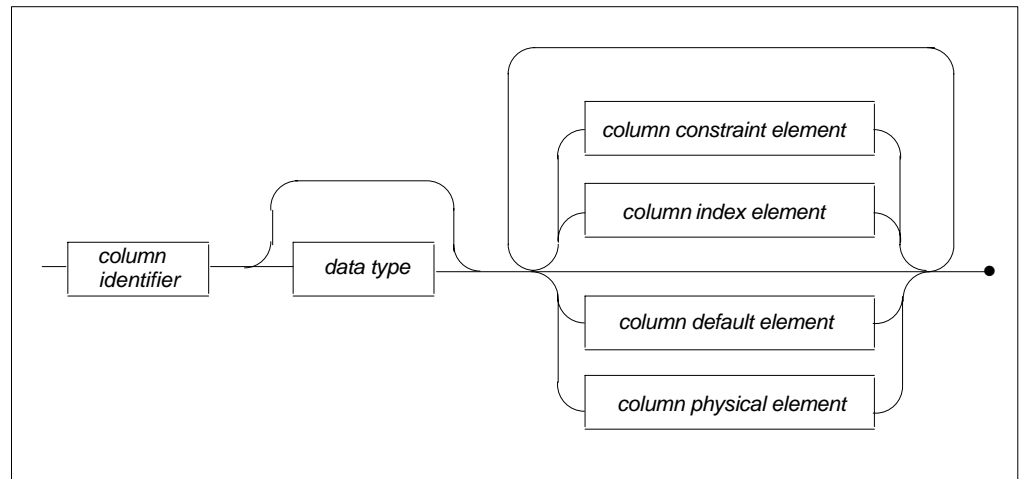 column constraint element
column index element
column
identifier
data type
column default element
column physical element